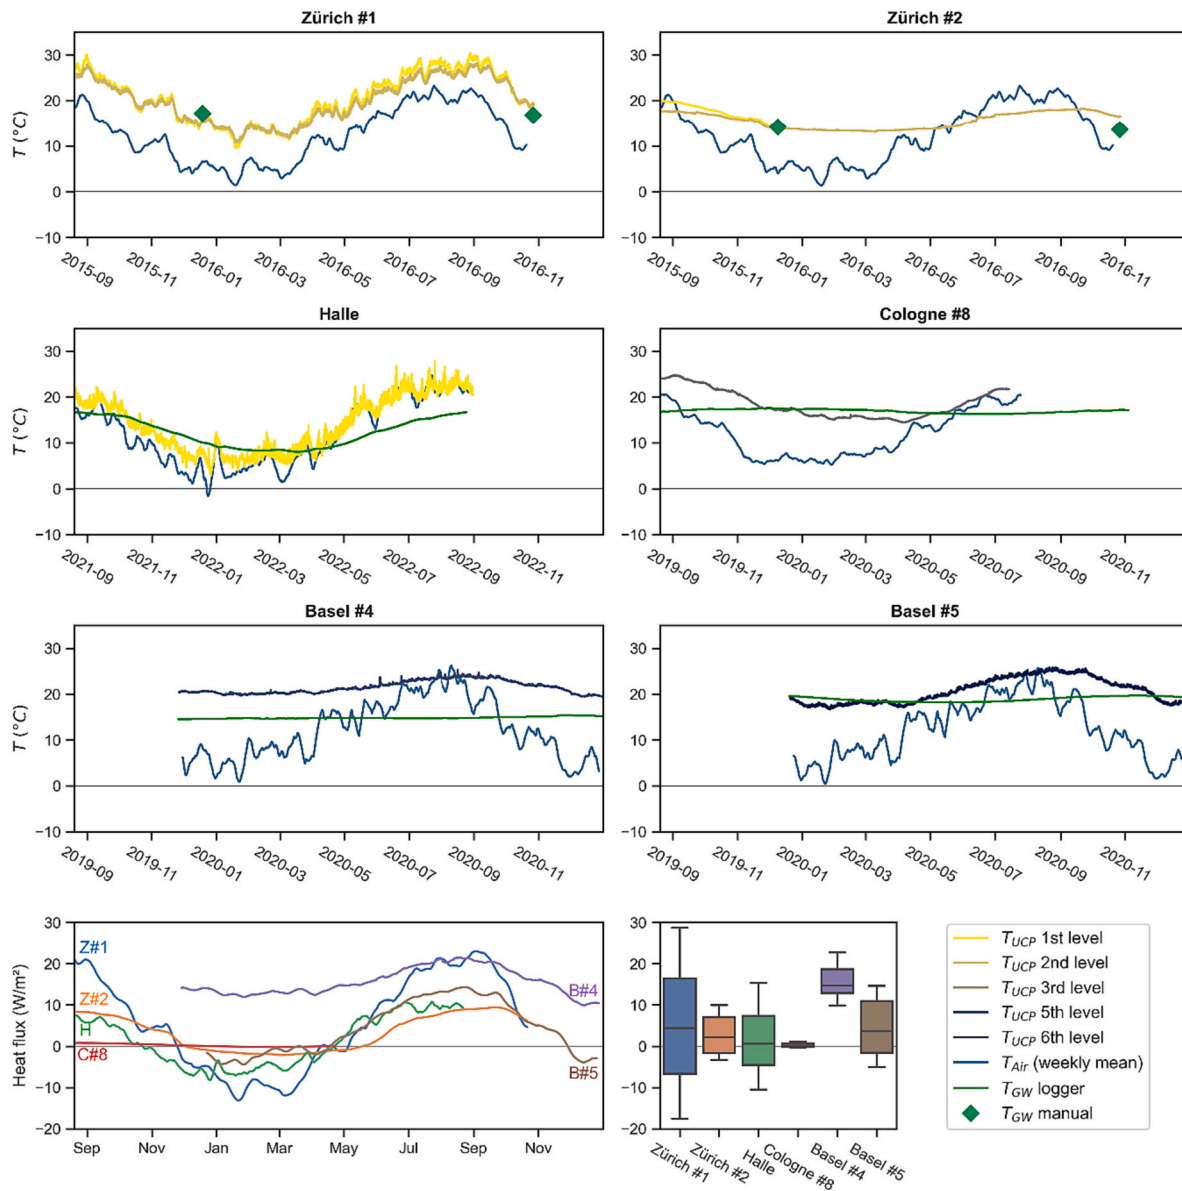 Zürich #1
Zürich #2
T (°C)
30
20
10
0
−10
30
20
10
0
−10
2015-09
2015-11
2016-01
2016-03
2016-05
2016-07
2016-09
2016-11
2015-09
2015-11
2016-01
2016-03
2016-05
2016-07
2016-09
2016-11
Halle
Cologne #8
T (°C)
30
20
10
0
−10
30
20
10
0
−10
2021-09
2021-11
2022-01
2022-03
2022-05
2022-07
2022-09
2022-11
2019-09
2019-11
2020-01
2020-03
2020-05
2020-07
2020-09
2020-11
Basel #4
Basel #5
T (°C)
30
20
10
0
−10
30
20
10
0
−10
2019-09
2019-11
2020-01
2020-03
2020-05
2020-07
2020-09
2020-11
2019-09
2019-11
2020-01
2020-03
2020-05
2020-07
2020-09
2020-11
Heat flux (W/m²)
30
20
10
0
−10
−20
Z#1
Z#2
H
C#8
B#4
B#5
Sep
Nov
Jan
Mar
May
Jul
Sep
Nov
30
20
10
0
−10
−20
Zürich #1
Zürich #2
Halle
Cologne #8
Basel #4
Basel #5
T_UCP 1st level
T_UCP 2nd level
T_UCP 3rd level
T_UCP 5th level
T_UCP 6th level
T_Air (weekly mean)
T_GW logger
T_GW manual